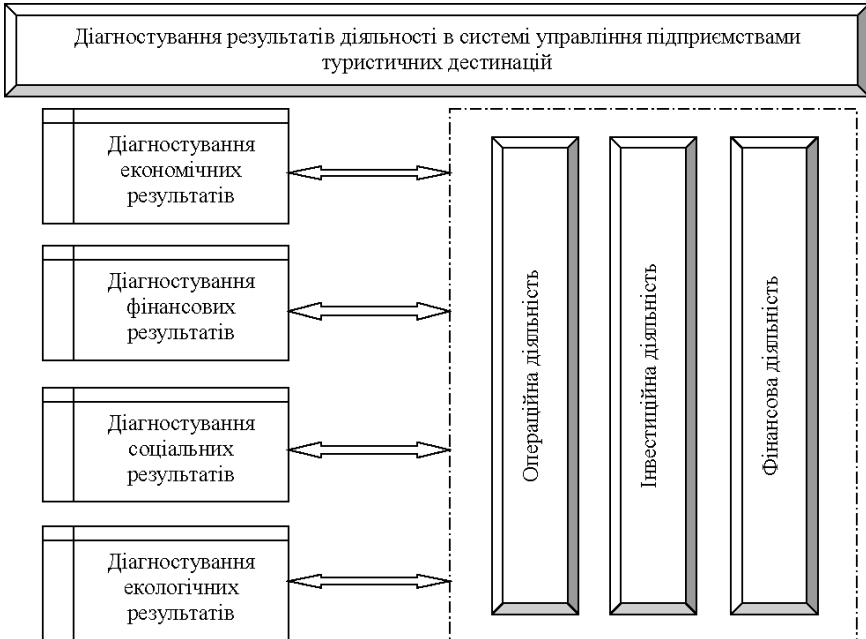 Діагностування результатів діяльності в системі управління підприємствами
туристичних дестинацій
Діагностування
економічних
результатів
Діагностування
фінансових
результатів
Діагностування
соціальних
результатів
Діагностування
екологічних
результатів
Операційна діяльність
Інвестиційна діяльність
Фінансова діяльність